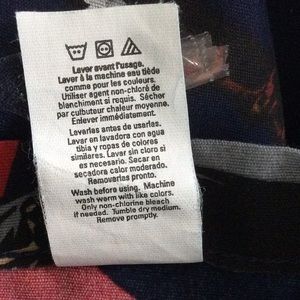 Laver avant l'usage.
Laver à la machine eau tiède
comme pour les couleurs.
Utiliser agent non-chloré de
blanchiment si requis. Sécher
par culbuteur chaleur moyenne.
Enlever immédiatement.
Lavarlas antes de usarlas.
Lavar en lavadora con agua
tibia y ropas de colores
similares. Lavar sin cloro si
es necesario. Secar en
secadora calor moderado.
Removerlas pronto.
Wash before using. Machine
wash warm with like colors.
Only non-chlorine bleach
if needed. Tumble dry medium.
Remove promptly.